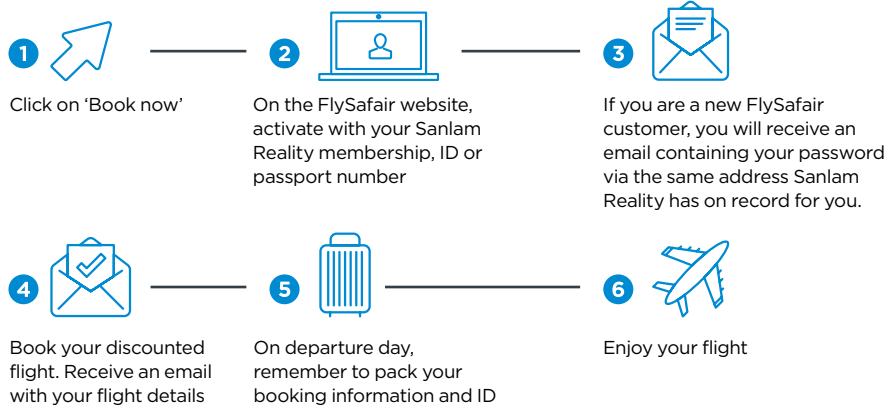 1
Click on ‘Book now’
2
On the FlySafair website,
activate with your Sanlam
Reality membership, ID or
passport number
3
If you are a new FlySafair
customer, you will receive an
email containing your password
via the same address Sanlam
Reality has on record for you.
4
Book your discounted
flight. Receive an email
with your flight details
5
On departure day,
remember to pack your
booking information and ID
6
Enjoy your flight